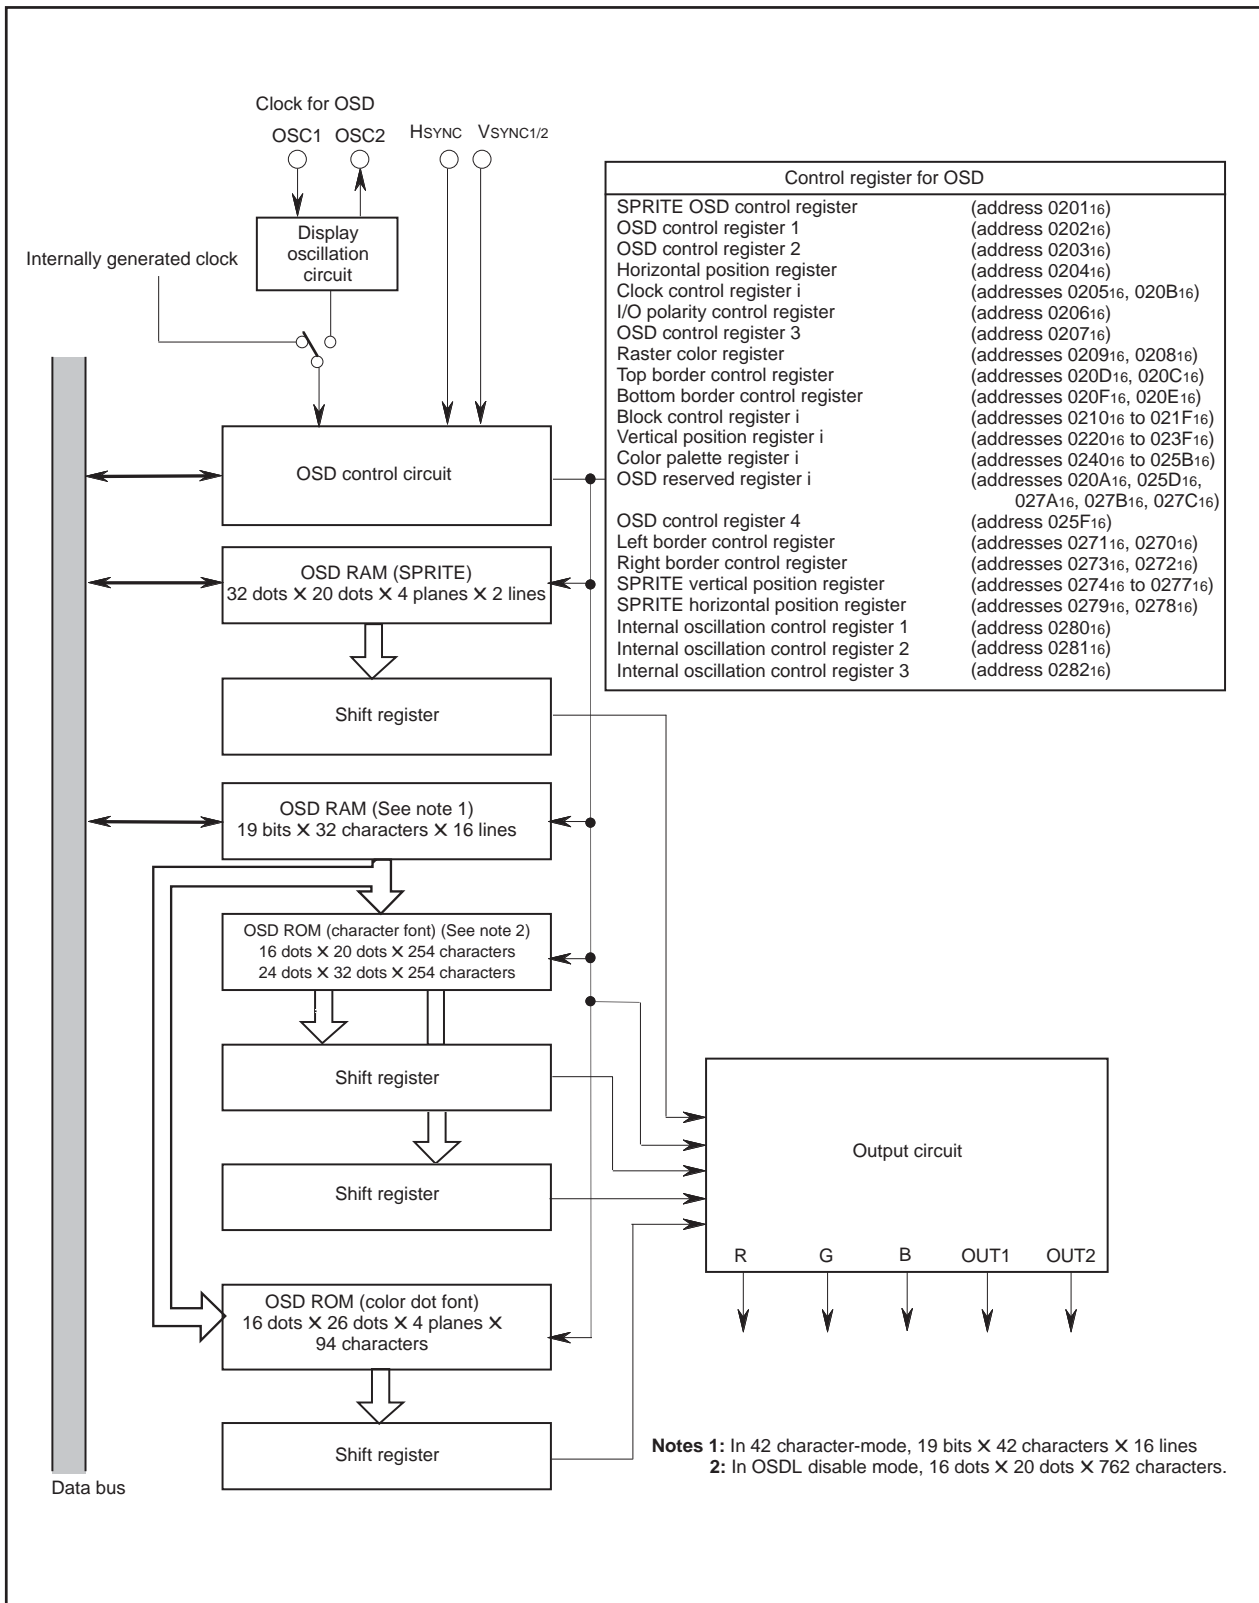 Clock for OSD
OSC1 OSC2 HSYNC VSYNC1/2
Display
oscillation
circuit
Internally generated clock
OSD control circuit
OSD RAM (SPRITE)
32 dots × 20 dots × 4 planes × 2 lines
Shift register
OSD RAM (See note 1)
19 bits × 32 characters × 16 lines
OSD ROM (character font) (See note 2)
16 dots × 20 dots × 254 characters
24 dots × 32 dots × 254 characters
Shift register
Shift register
OSD ROM (color dot font)
16 dots × 26 dots × 4 planes ×
94 characters
Shift register
Data bus
Control register for OSD
SPRITE OSD control register (address 020116)
OSD control register 1 (address 020216)
OSD control register 2 (address 020316)
Horizontal position register (address 020416)
Clock control register i (addresses 020516, 020B16)
I/O polarity control register (address 020616)
OSD control register 3 (address 020716)
Raster color register (addresses 020916, 020816)
Top border control register (addresses 020D16, 020C16)
Bottom border control register (addresses 020F16, 020E16)
Block control register i (addresses 021016 to 021F16)
Vertical position register i (addresses 022016 to 023F16)
Color palette register i (addresses 024016 to 025B16)
OSD reserved register i (addresses 020A16, 025D16,
027A16, 027B16, 027C16)
OSD control register 4 (address 025F16)
Left border control register (addresses 027116, 027016)
Right border control register (addresses 027316, 027216)
SPRITE vertical position register (addresses 027416 to 027716)
SPRITE horizontal position register (addresses 027916, 027816)
Internal oscillation control register 1 (address 028016)
Internal oscillation control register 2 (address 028116)
Internal oscillation control register 3 (address 028216)
Output circuit
R G B OUT1 OUT2
Notes 1: In 42 character-mode, 19 bits × 42 characters × 16 lines
2: In OSDL disable mode, 16 dots × 20 dots × 762 characters.